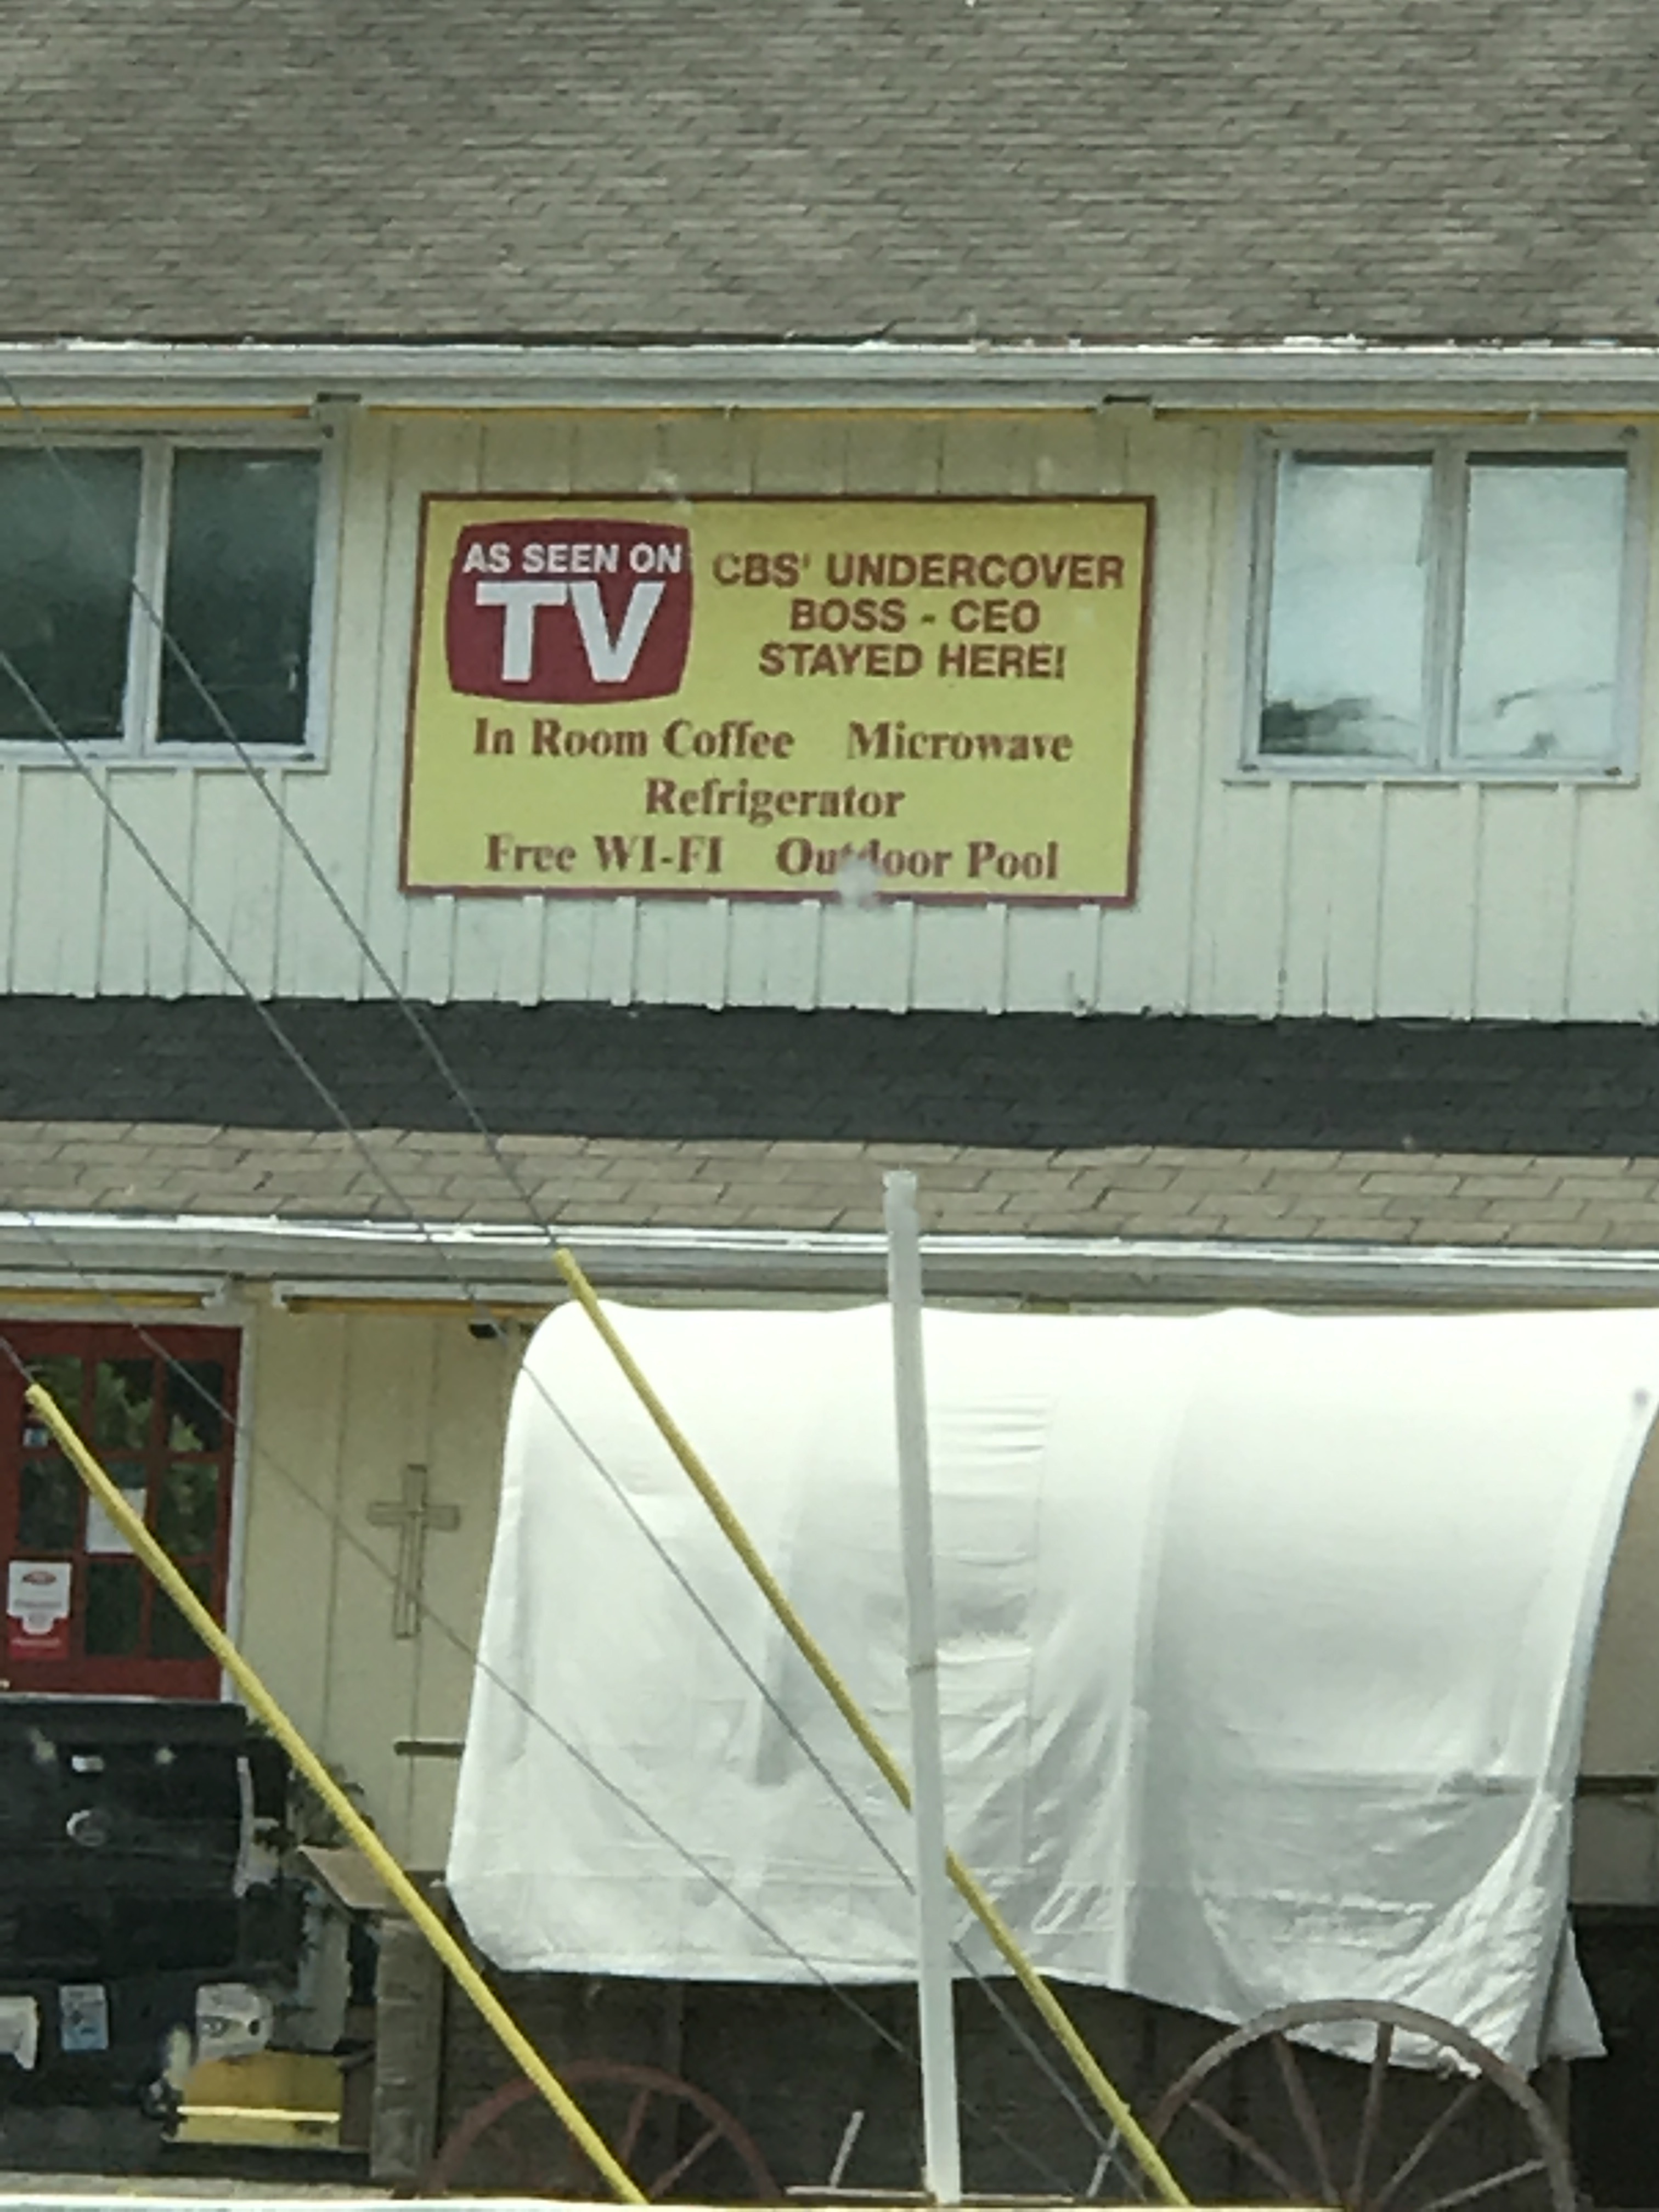 AS SEEN ON
TV
CBS' UNDERCOVER
BOSS - CEO
STAYED HERE!
In Room Coffee Microwave
Refrigerator
Free WI-FI Outdoor Pool